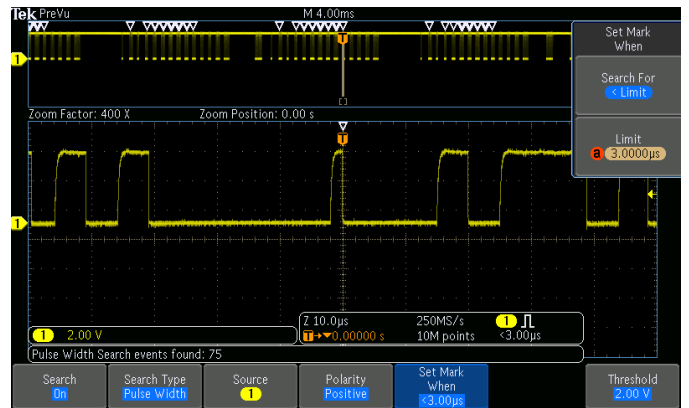 Tek PreVu M 4.00ms
Set Mark
When
Search For
< Limit
Limit
a 3.0000µs
1
T
Zoom Factor: 400 X Zoom Position: 0.00 s
T
1
Z 10.0µs 250MS/s 1
T→▼0.00000 s 10M points <3.00µs
1 2.00 V
Pulse Width Search events found: 75
Search
On
Search Type
Pulse Width
Source
1
Polarity
Positive
Set Mark
When
<3.00µs
Threshold
2.00 V